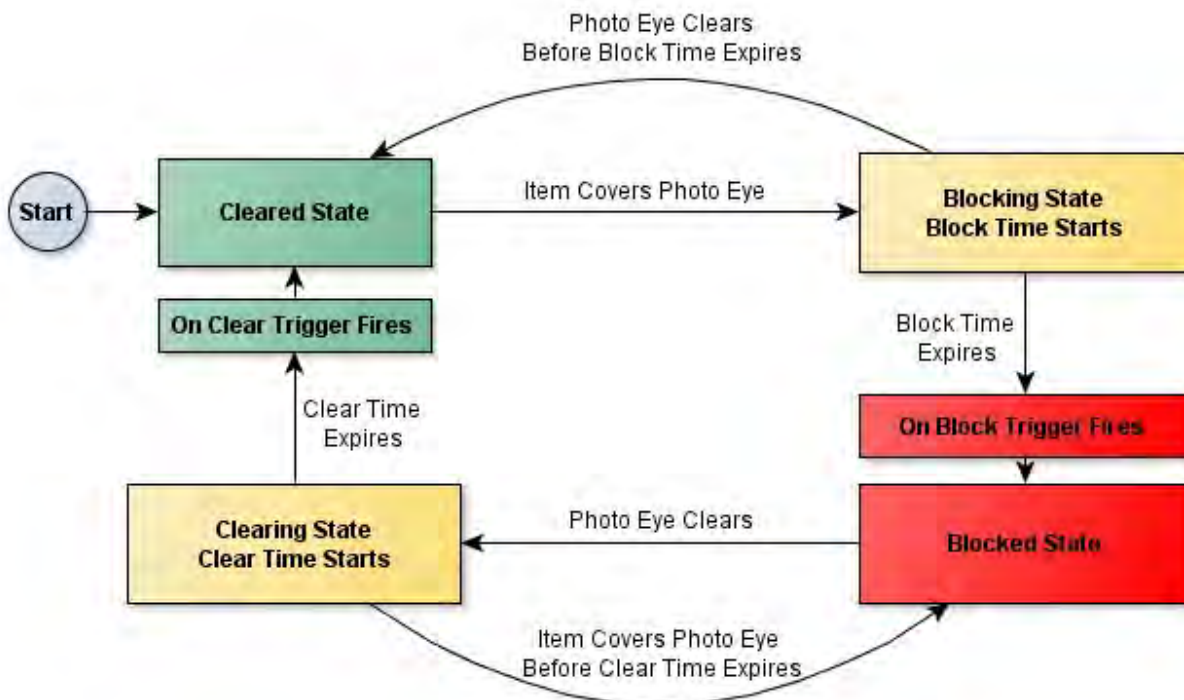 Photo Eye Clears
Before Block Time Expires
Start
Cleared State
Item Covers Photo Eye
Blocking State
Block Time Starts
On Clear Trigger Fires
Block Time
Expires
Clear Time
Expires
On Block Trigger Fires
Clearing State
Clear Time Starts
Photo Eye Clears
Blocked State
Item Covers Photo Eye
Before Clear Time Expires